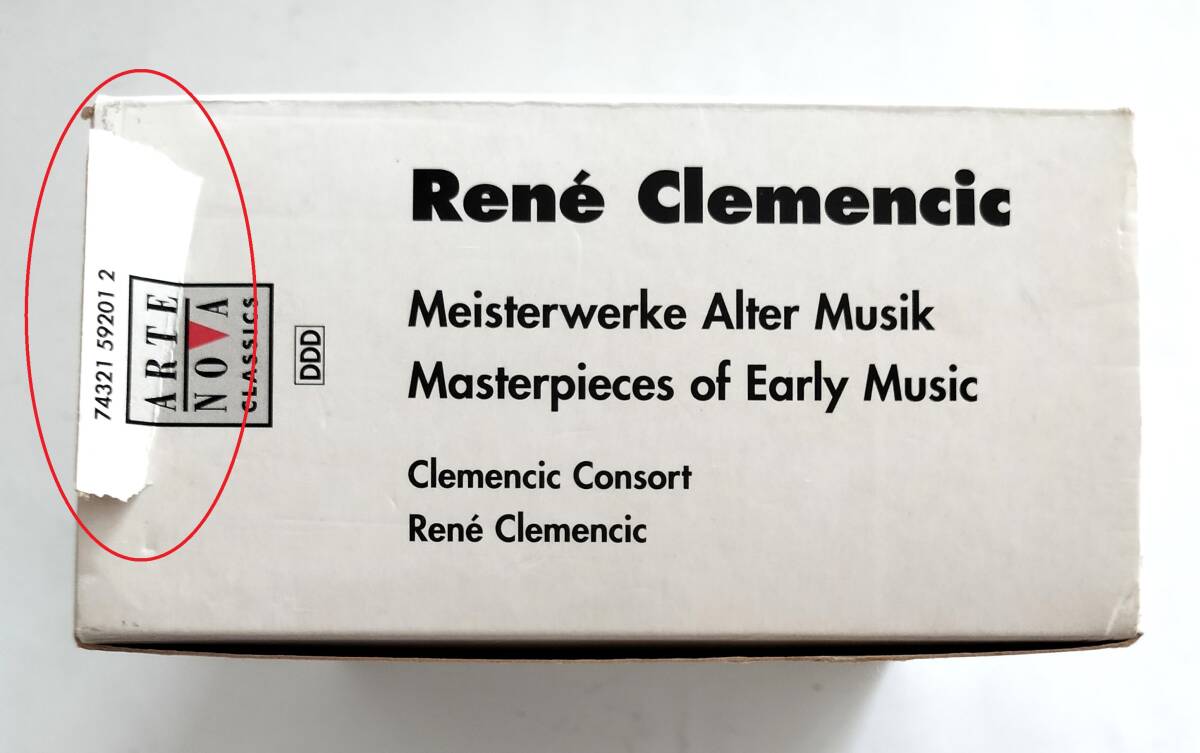 René Clemencic
Meisterwerke Alter Musik
Masterpieces of Early Music
Clemencic Consort
René Clemencic
74321 59201 2
ARTE
NOVA
CLASSICS
DDD